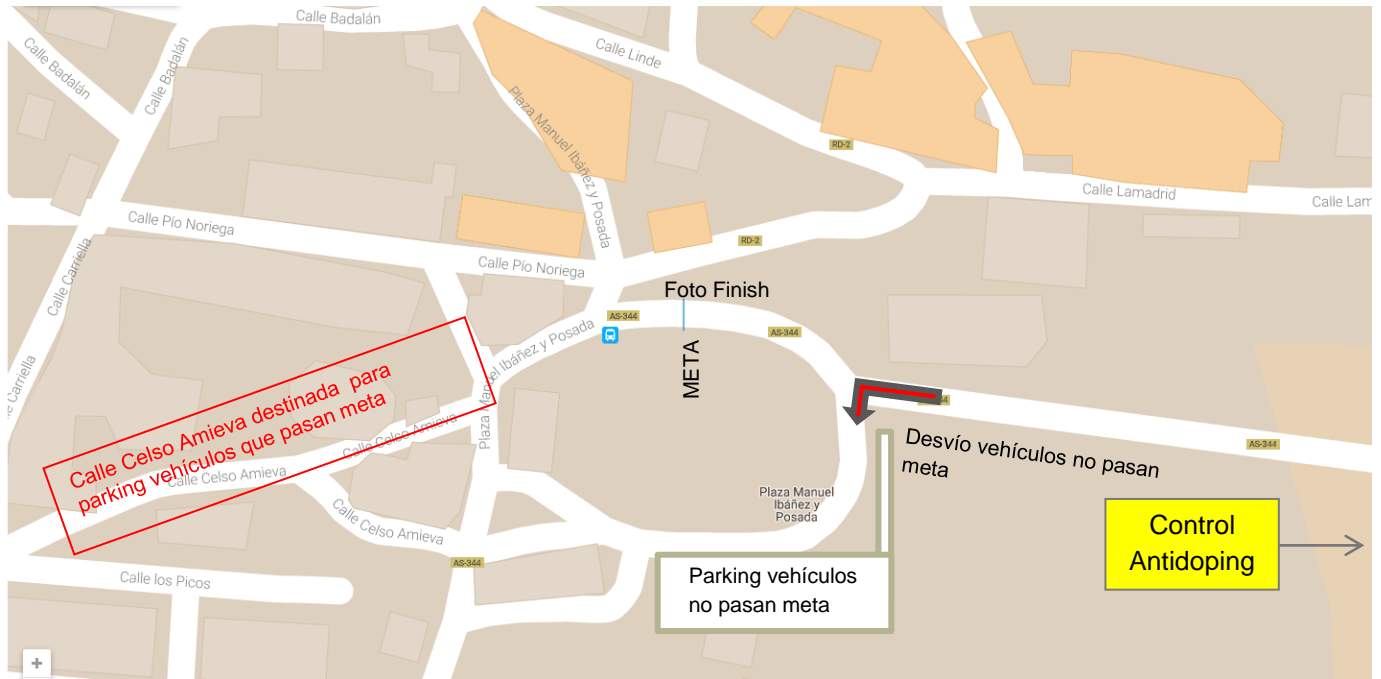 Calle Badalán
Calle Badalán
Calle Badalán
Calle Linde
Plaza Manuel Ibáñez y Posada
RD-2
Calle Lamadrid
Calle Lam
Calle Pío Noriega
RD-2
Calle Pío Noriega
Calle Carriella
Foto Finish
AS-344
AS-344
Plaza Manuel Ibáñez y Posada
META
Carriella
Calle Celso Amieva destinada para
parking vehículos que pasan meta
Calle Celso Amieva
Calle Celso Amieva
Plaza Manuel
Desvío vehículos no pasan
meta
AS-344
Plaza Manuel
Ibáñez y
Posada
Calle Celso Amieva
Control
Antidoping
AS-344
Calle los Picos
Parking vehículos
no pasan meta
+